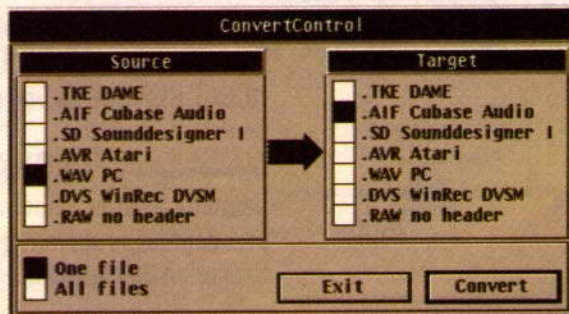 ConvertControl
Source
.TKE DAME
.AIF Cubase Audio
.SD Sounddesigner I
.AVR Atari
.WAV PC
.DVS WinRec DVSM
.RAW no header
Target
.TKE DAME
.AIF Cubase Audio
.SD Sounddesigner I
.AVR Atari
.WAV PC
.DVS WinRec DVSM
.RAW no header
One file
All files
Exit
Convert